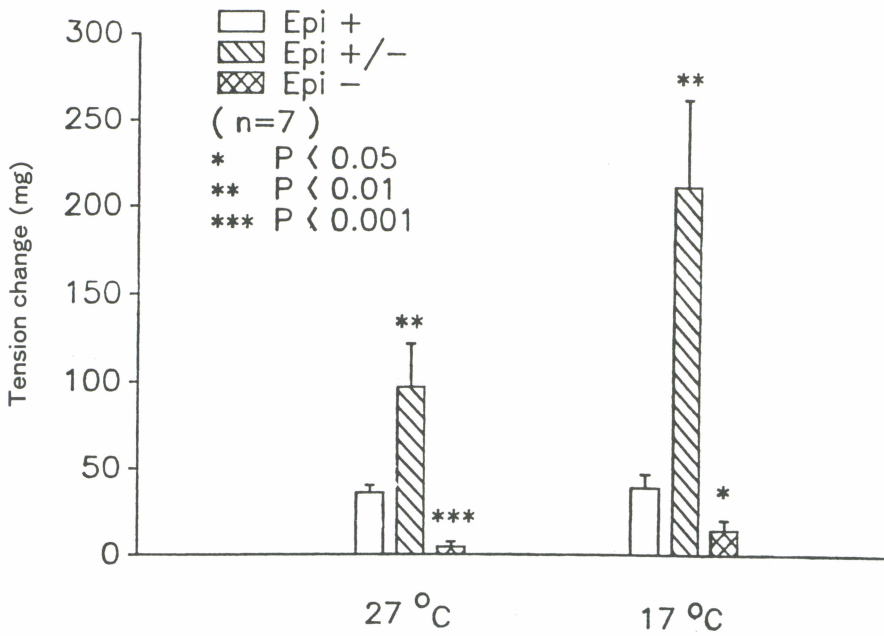 300
250
200
150
100
50
0
Tension change (mg)
Epi +
Epi +/-
Epi -
( n=7 )
* P < 0.05
** P < 0.01
*** P < 0.001
**
***
**
*
27 °C
17 °C